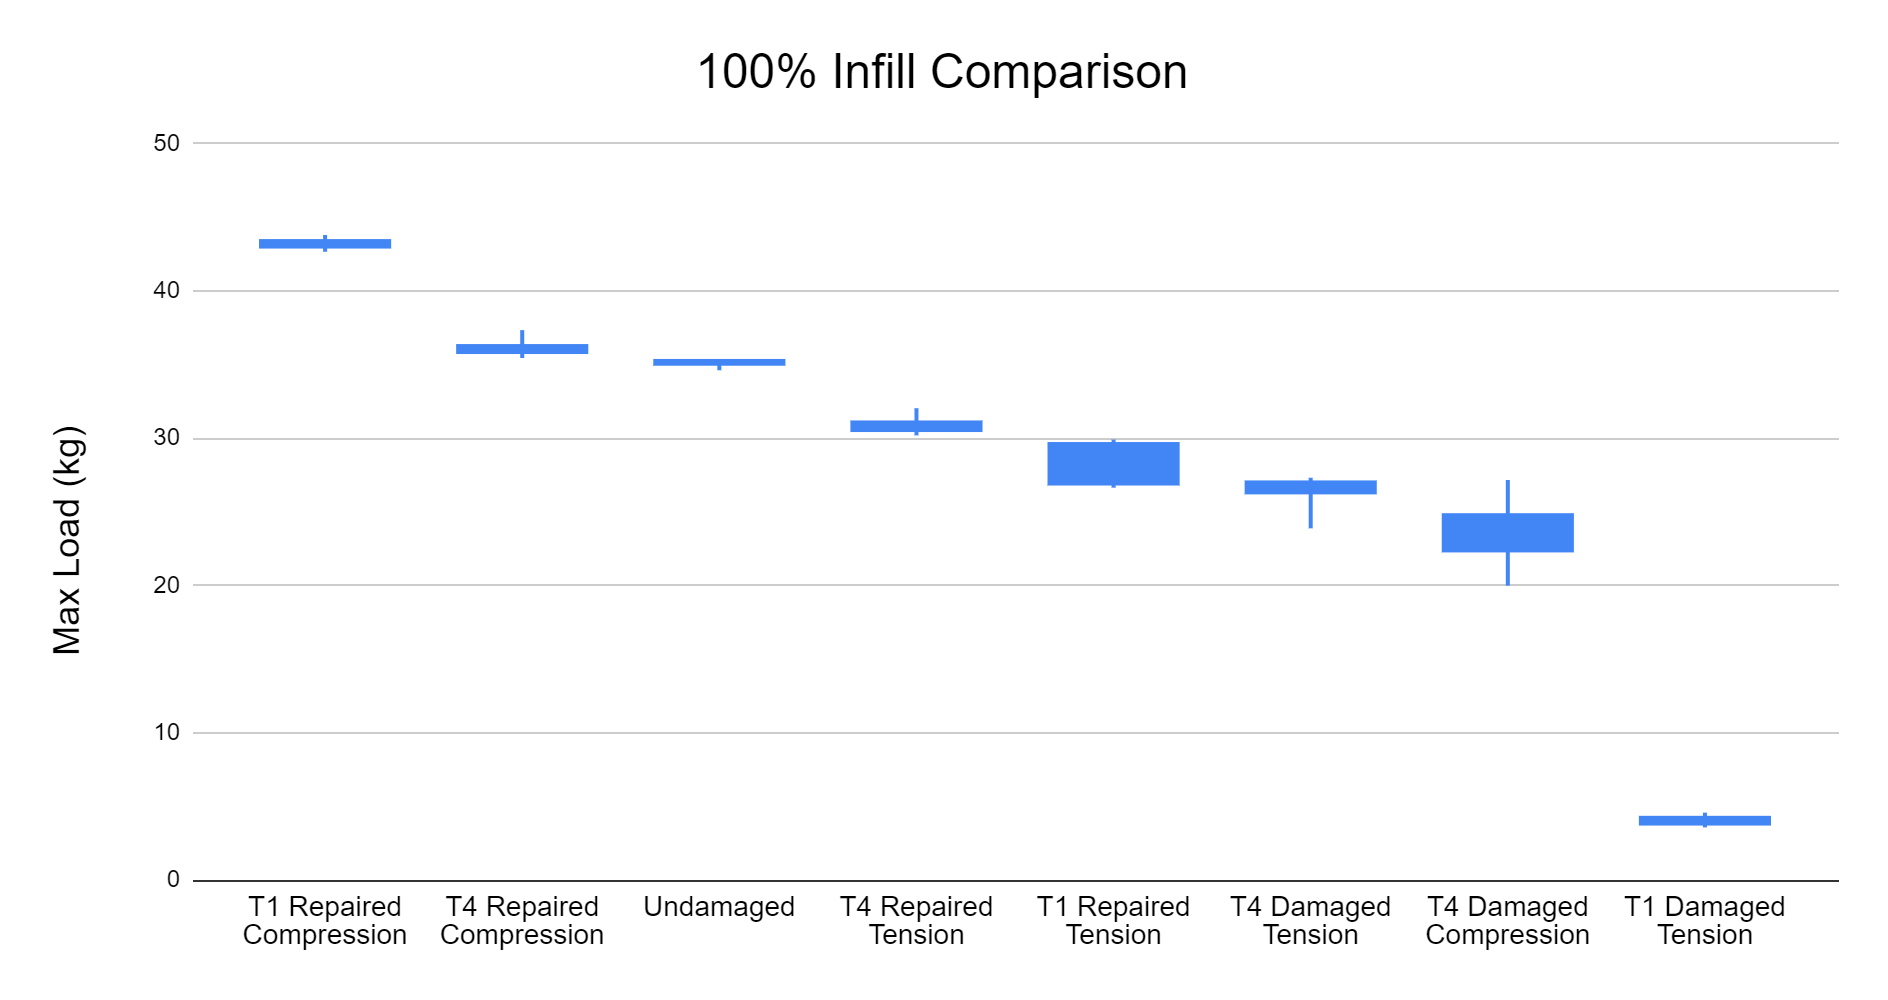 100% Infill Comparison
Max Load (kg)
50
40
30
20
10
0
T1 Repaired
Compression
T4 Repaired
Compression
Undamaged
T4 Repaired
Tension
T1 Repaired
Tension
T4 Damaged
Tension
T4 Damaged
Compression
T1 Damaged
Tension